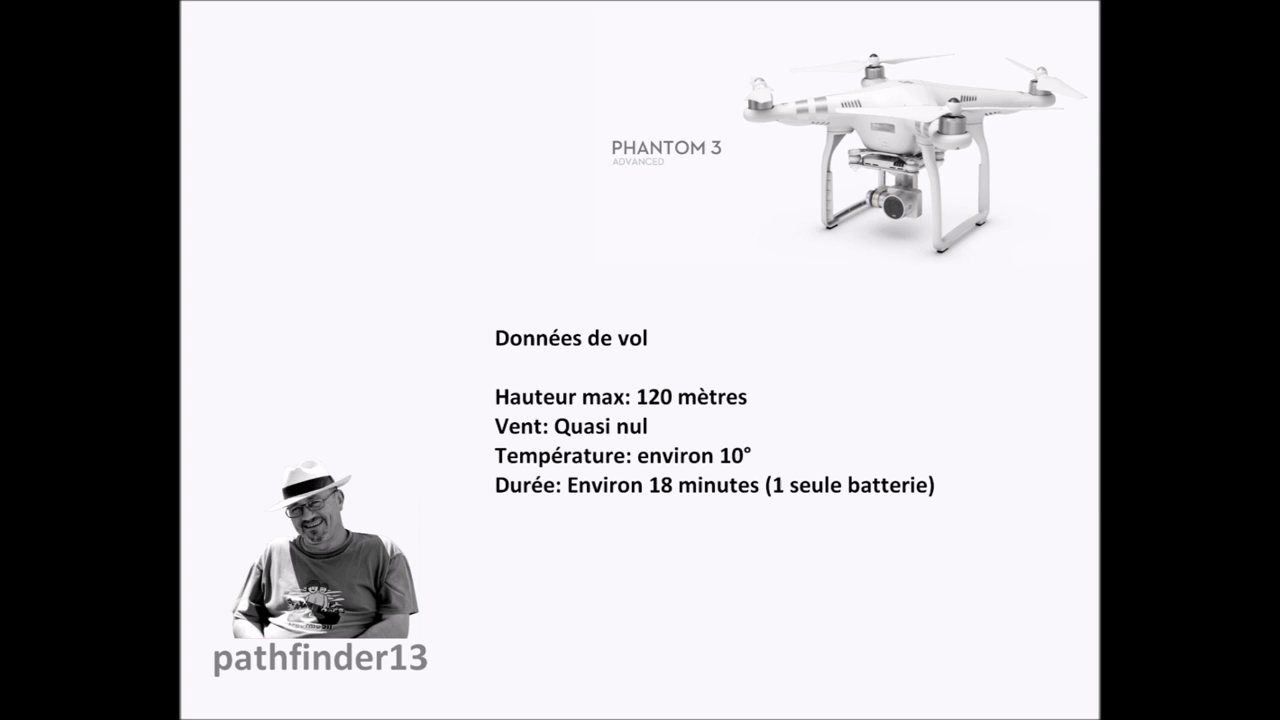 PHANTOM 3
ADVANCED
Données de vol
Hauteur max: 120 mètres
Vent: Quasi nul
Température: environ 10°
Durée: Environ 18 minutes (1 seule batterie)
pathfinder13